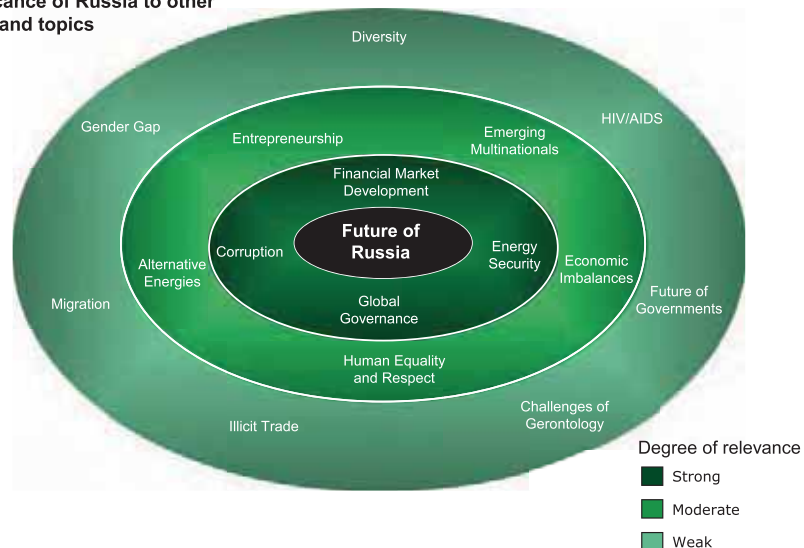 cance of Russia to other
and topics
Diversity
Gender Gap
HIV/AIDS
Entrepreneurship
Emerging
Multinationals
Financial Market
Development
Future of
Russia
Corruption
Energy
Security
Alternative
Energies
Economic
Imbalances
Migration
Future of
Governments
Global
Governance
Human Equality
and Respect
Illicit Trade
Challenges of
Gerontology
Degree of relevance
Strong
Moderate
Weak